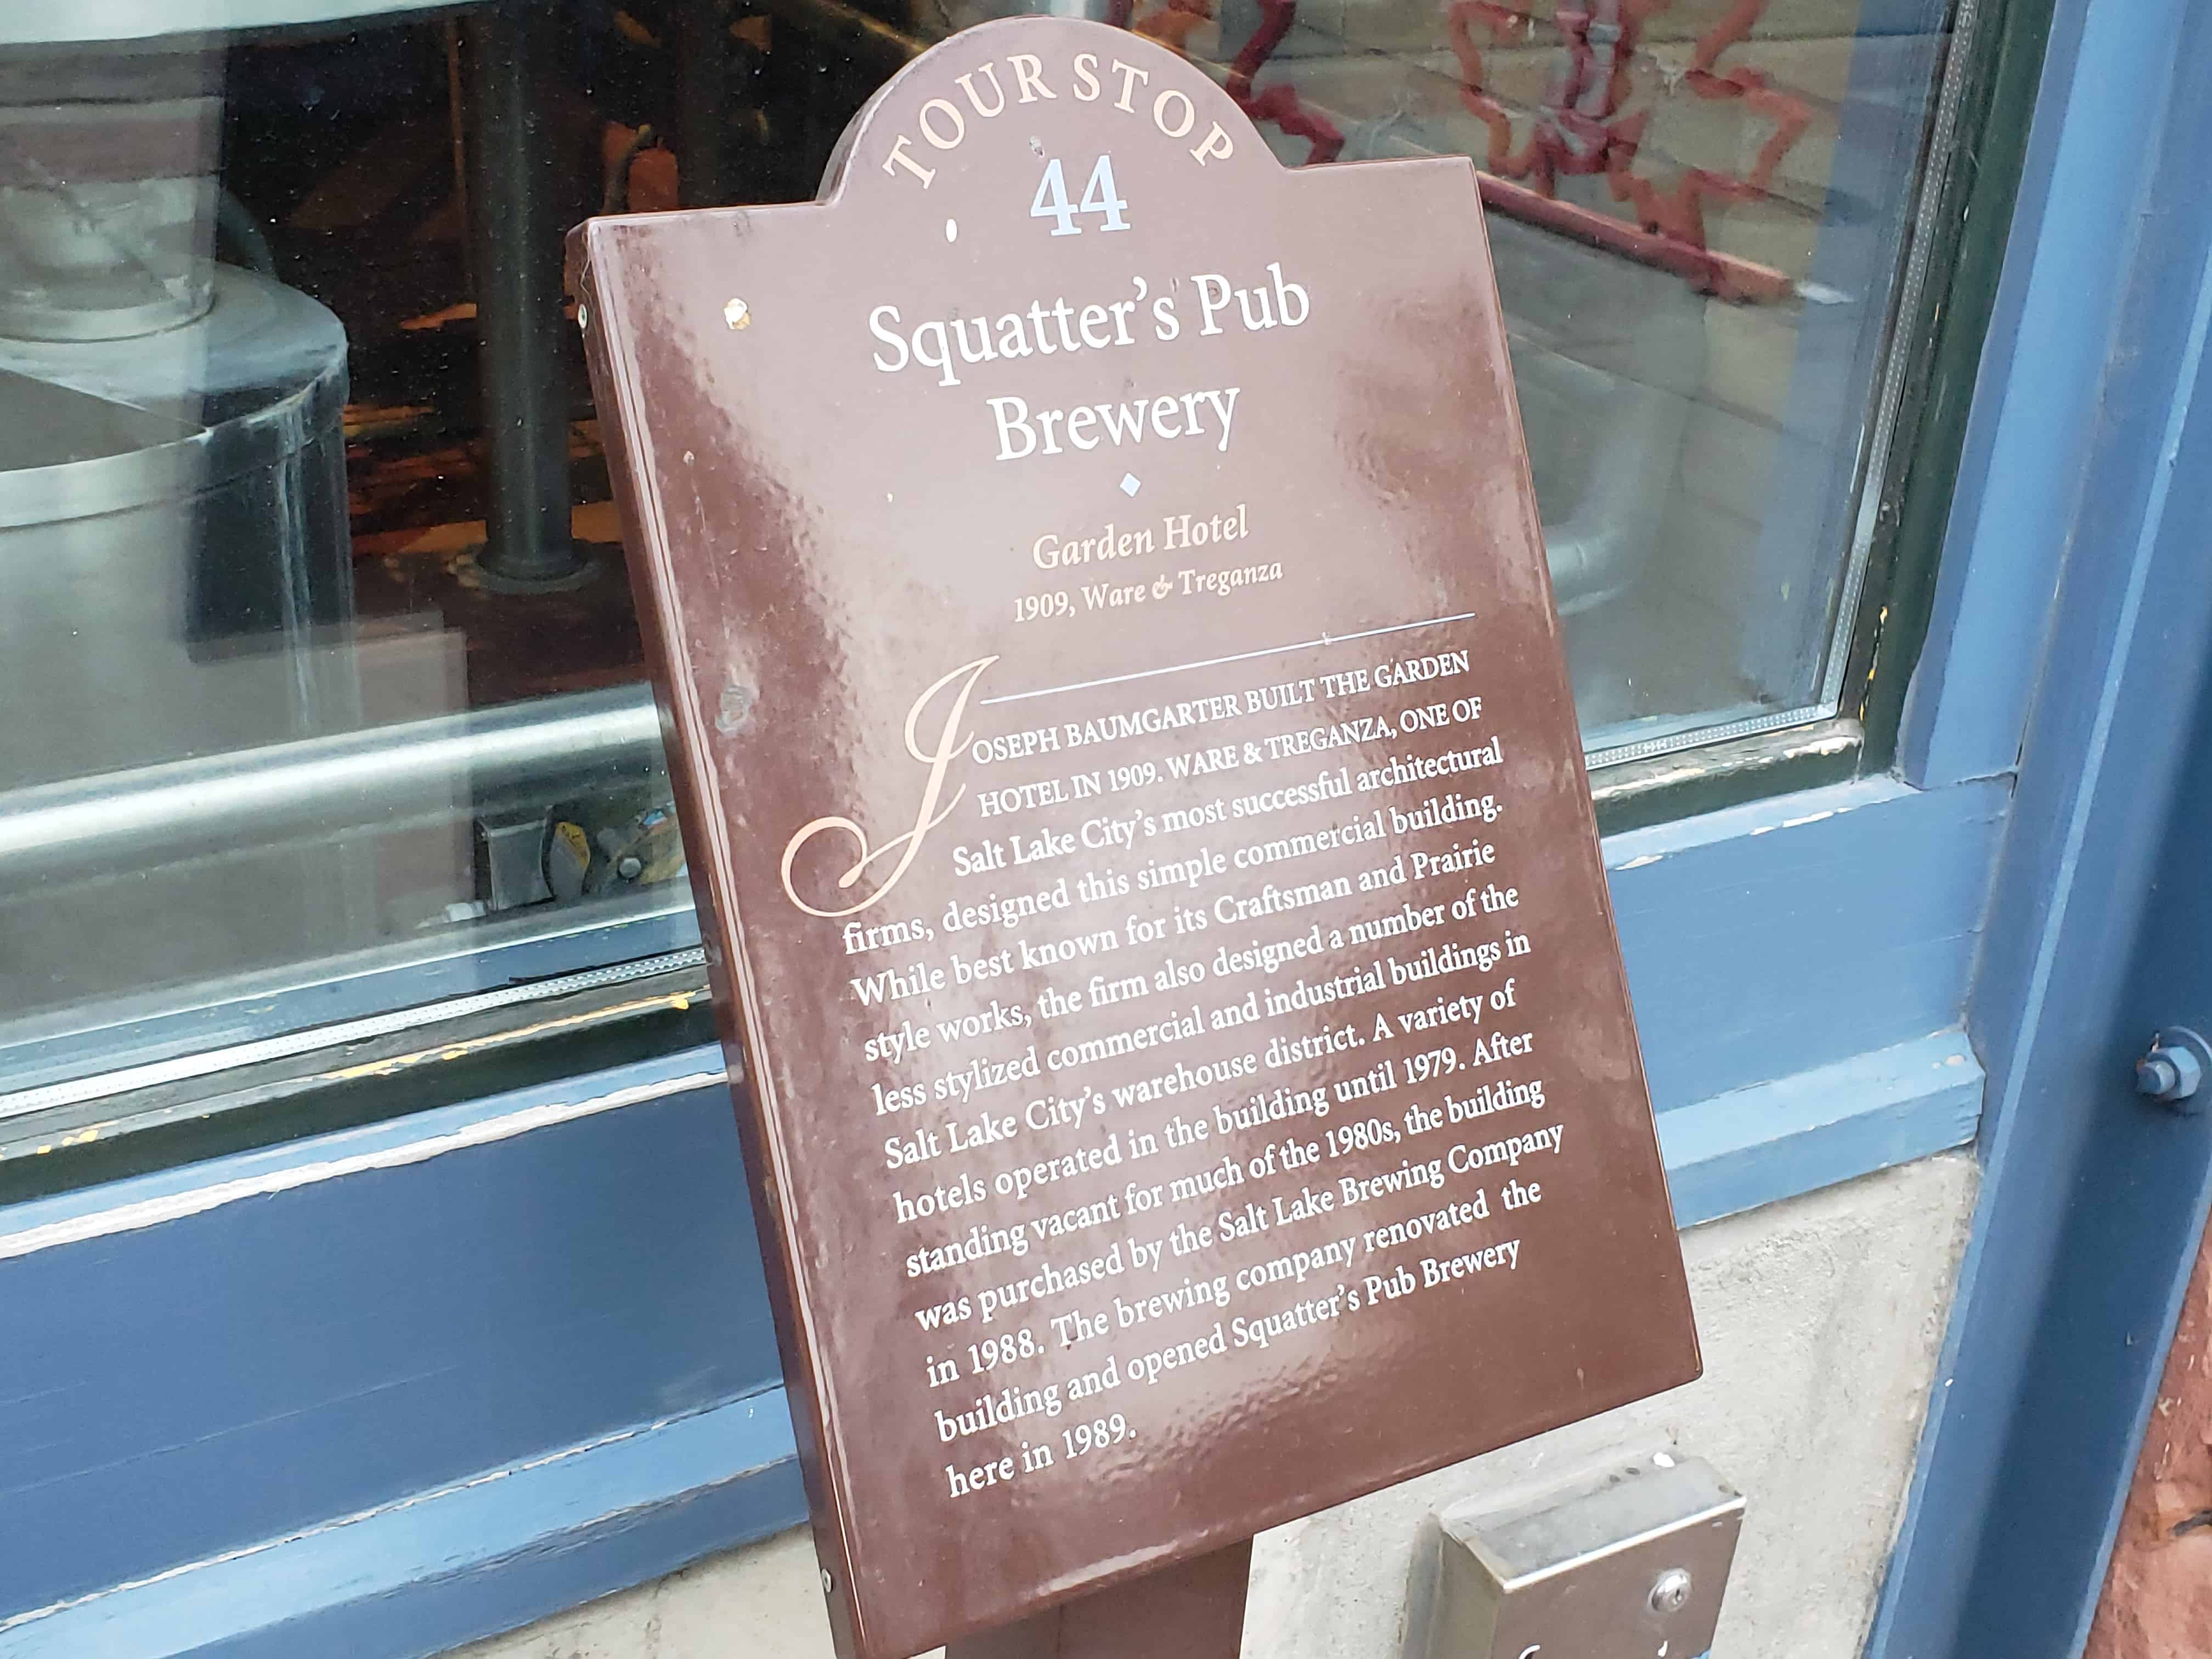 TOUR STOP
44
Squatter's Pub
Brewery
Garden Hotel
1909, Ware & Treganza
JOSEPH BAUMGARTER BUILT THE GARDEN
HOTEL IN 1909. WARE & TREGANZA, ONE OF
Salt Lake City's most successful architectural
firms, designed this simple commercial building.
While best known for its Craftsman and Prairie
style works, the firm also designed a number of the
less stylized commercial and industrial buildings in
Salt Lake City's warehouse district. A variety of
hotels operated in the building until 1979. After
standing vacant for much of the 1980s, the building
was purchased by the Salt Lake Brewing Company
in 1988. The brewing company renovated the
building and opened Squatter's Pub Brewery
here in 1989.